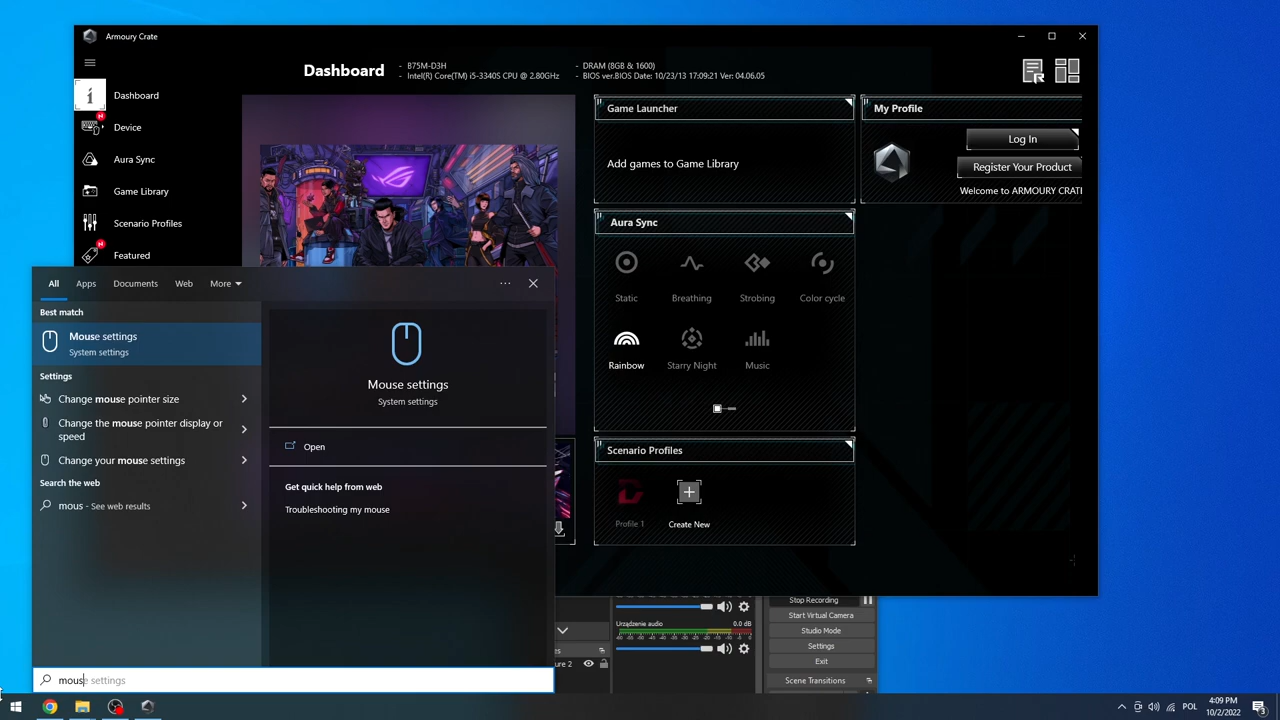 Armoury Crate
Dashboard
- B75M-D3H
- Intel(R) Core(TM) i5-3340S CPU @ 2.80GHz
- DRAM (8GB & 1600)
- BIOS ver.BIOS Date: 10/23/13 17:09:21 Ver: 04.06.05
Dashboard
N
Device
Aura Sync
Game Library
Scenario Profiles
N
Featured
Game Launcher
Add games to Game Library
My Profile
Log In
Register Your Product
Welcome to ARMOURY CRATE
Aura Sync
Static
Breathing
Strobing
Color cycle
Rainbow
Starry Night
Music
Scenario Profiles
Profile 1
Create New
All
Apps
Documents
Web
More
Best match
Mouse settings
System settings
Settings
Change mouse pointer size
Change the mouse pointer display or
speed
Change your mouse settings
Search the web
mous - See web results
Mouse settings
System settings
Open
Get quick help from web
Troubleshooting my mouse
mouse settings
Urządzenie audio
0.0 dB
Stop Recording
Start Virtual Camera
Studio Mode
Settings
Exit
Scene Transitions
POL
4:09 PM
10/2/2022
3